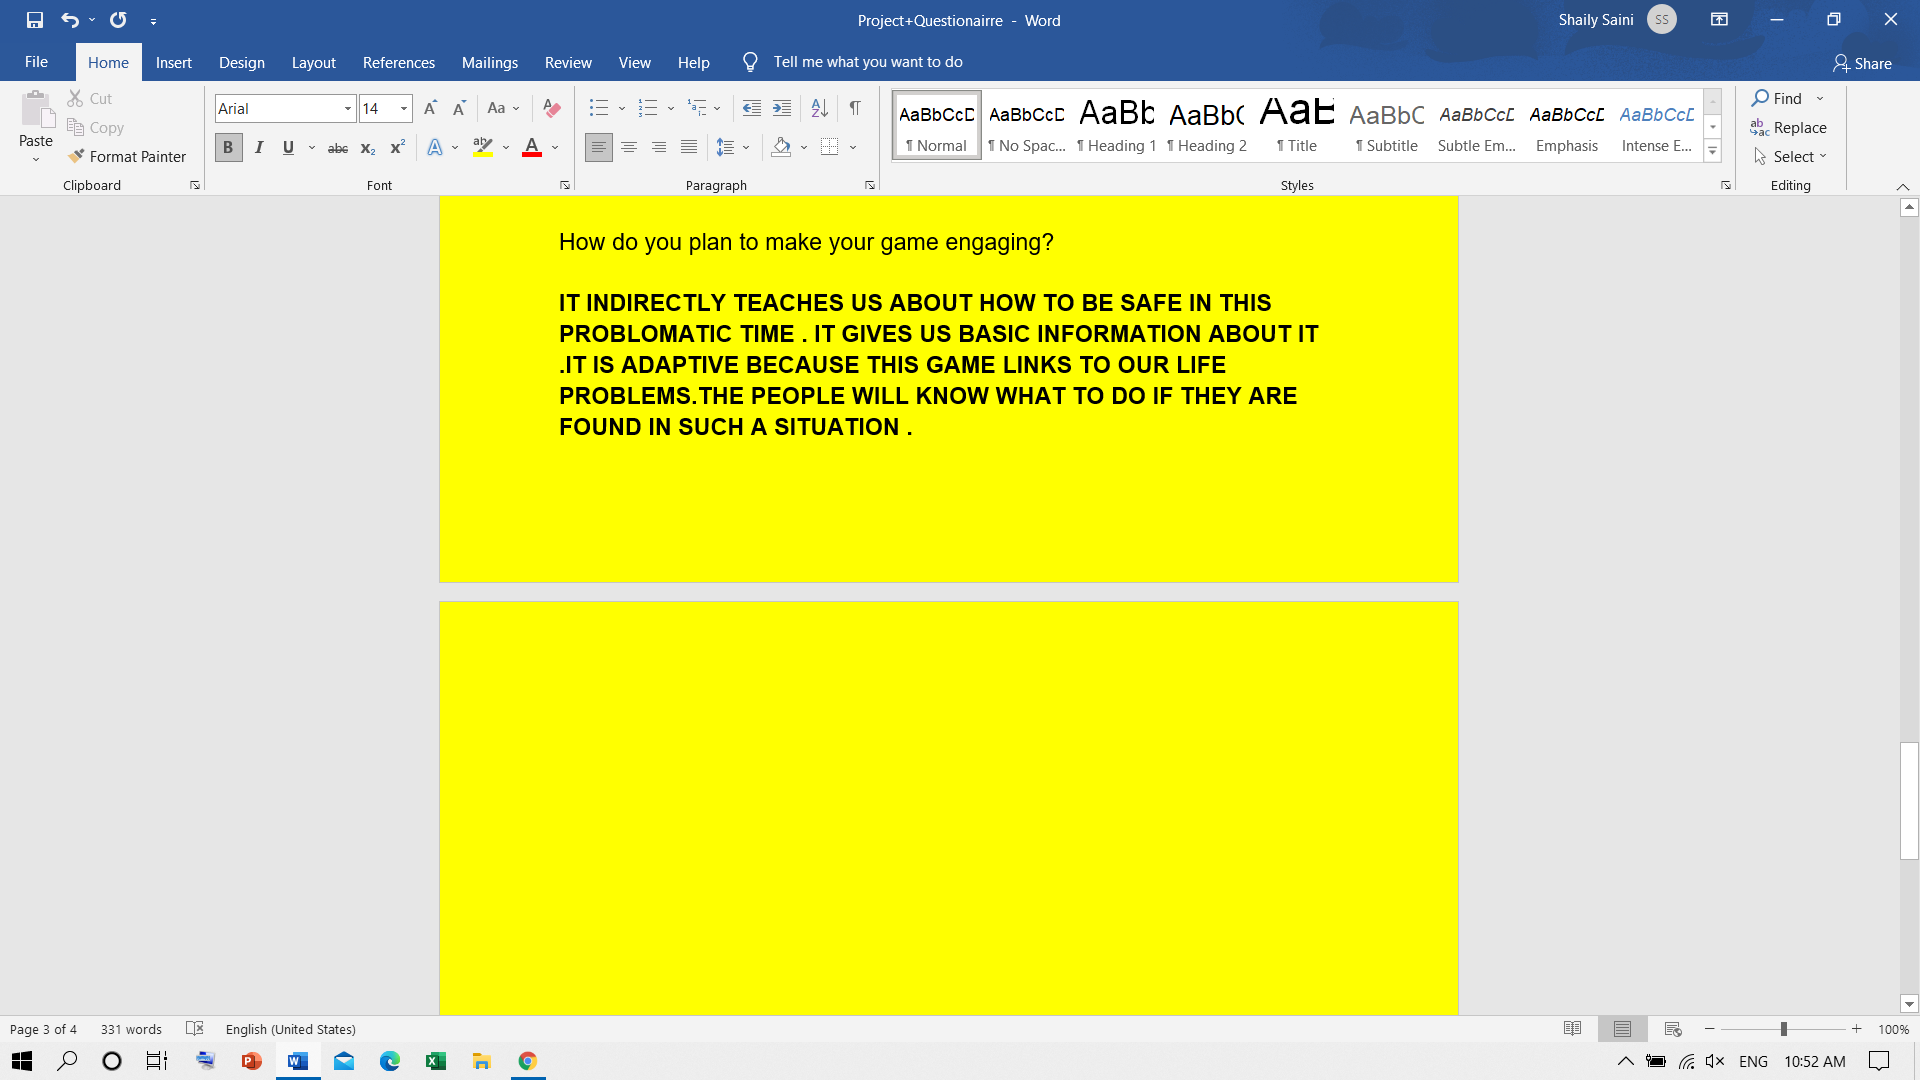 Project+Questionairre - Word
Shaily Saini SS
File Home Insert Design Layout References Mailings Review View Help Tell me what you want to do Share
Paste Cut Copy Format Painter
Arial 14
AaBbCcD AaBbCcD AaBb AaBbC AaB AaBbC AaBbCcD AaBbCcD AaBbCcD
¶ Normal ¶ No Spac... ¶ Heading 1 ¶ Heading 2 ¶ Title ¶ Subtitle Subtle Em... Emphasis Intense E...
Find
Replace
Select
Clipboard Font Paragraph Styles Editing
How do you plan to make your game engaging?
IT INDIRECTLY TEACHES US ABOUT HOW TO BE SAFE IN THIS
PROBLOMATIC TIME . IT GIVES US BASIC INFORMATION ABOUT IT
.IT IS ADAPTIVE BECAUSE THIS GAME LINKS TO OUR LIFE
PROBLEMS.THE PEOPLE WILL KNOW WHAT TO DO IF THEY ARE
FOUND IN SUCH A SITUATION .
Page 3 of 4 331 words English (United States) 100%
ENG 10:52 AM